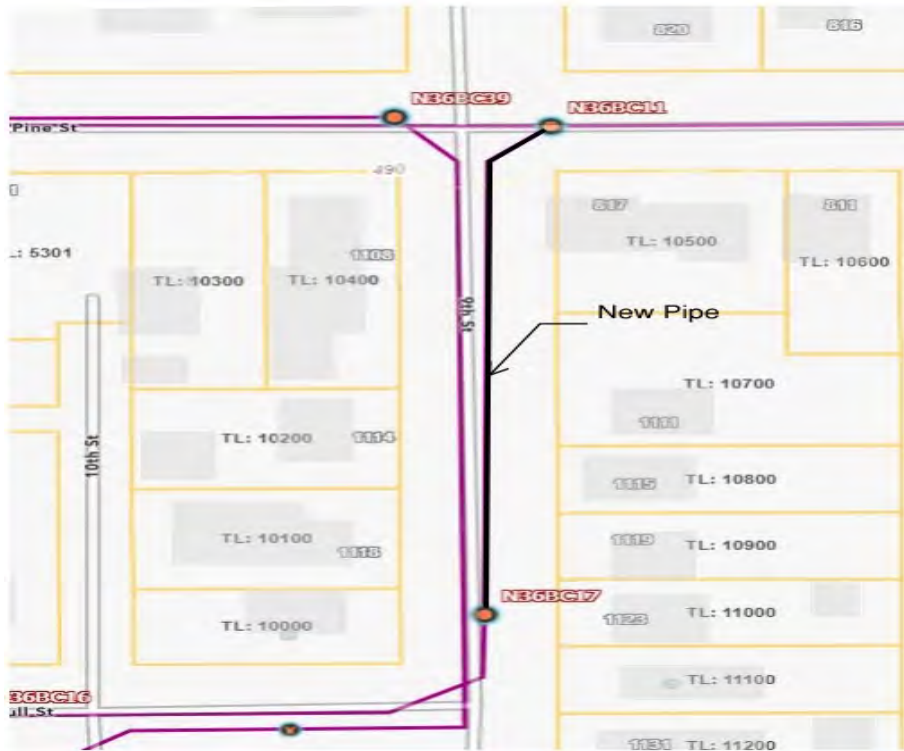 820
816
N36BC39
N36BC11
Pine St
490
817
811
TL: 5301
TL: 10500
1108
TL: 10600
TL: 10300
TL: 10400
9th St
New Pipe
TL: 10700
1111
TL: 10200
1114
10th St
TL: 10800
1115
TL: 10100
1118
1119
TL: 10900
N36BC17
TL: 10000
1123
TL: 11000
TL: 11100
36BC16
ull St
1131
TL: 11200